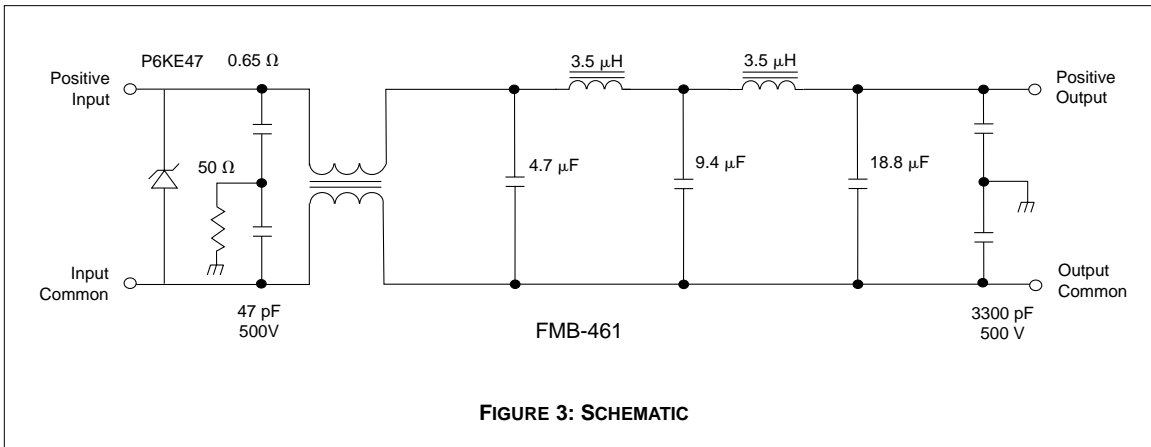 P6KE47 0.65 Ω
3.5 μH 3.5 μH
Positive
Input
Positive
Output
50 Ω
4.7 μF 9.4 μF 18.8 μF
Input
Common
Output
Common
47 pF
500V
3300 pF
500 V
FMB-461
FIGURE 3: SCHEMATIC